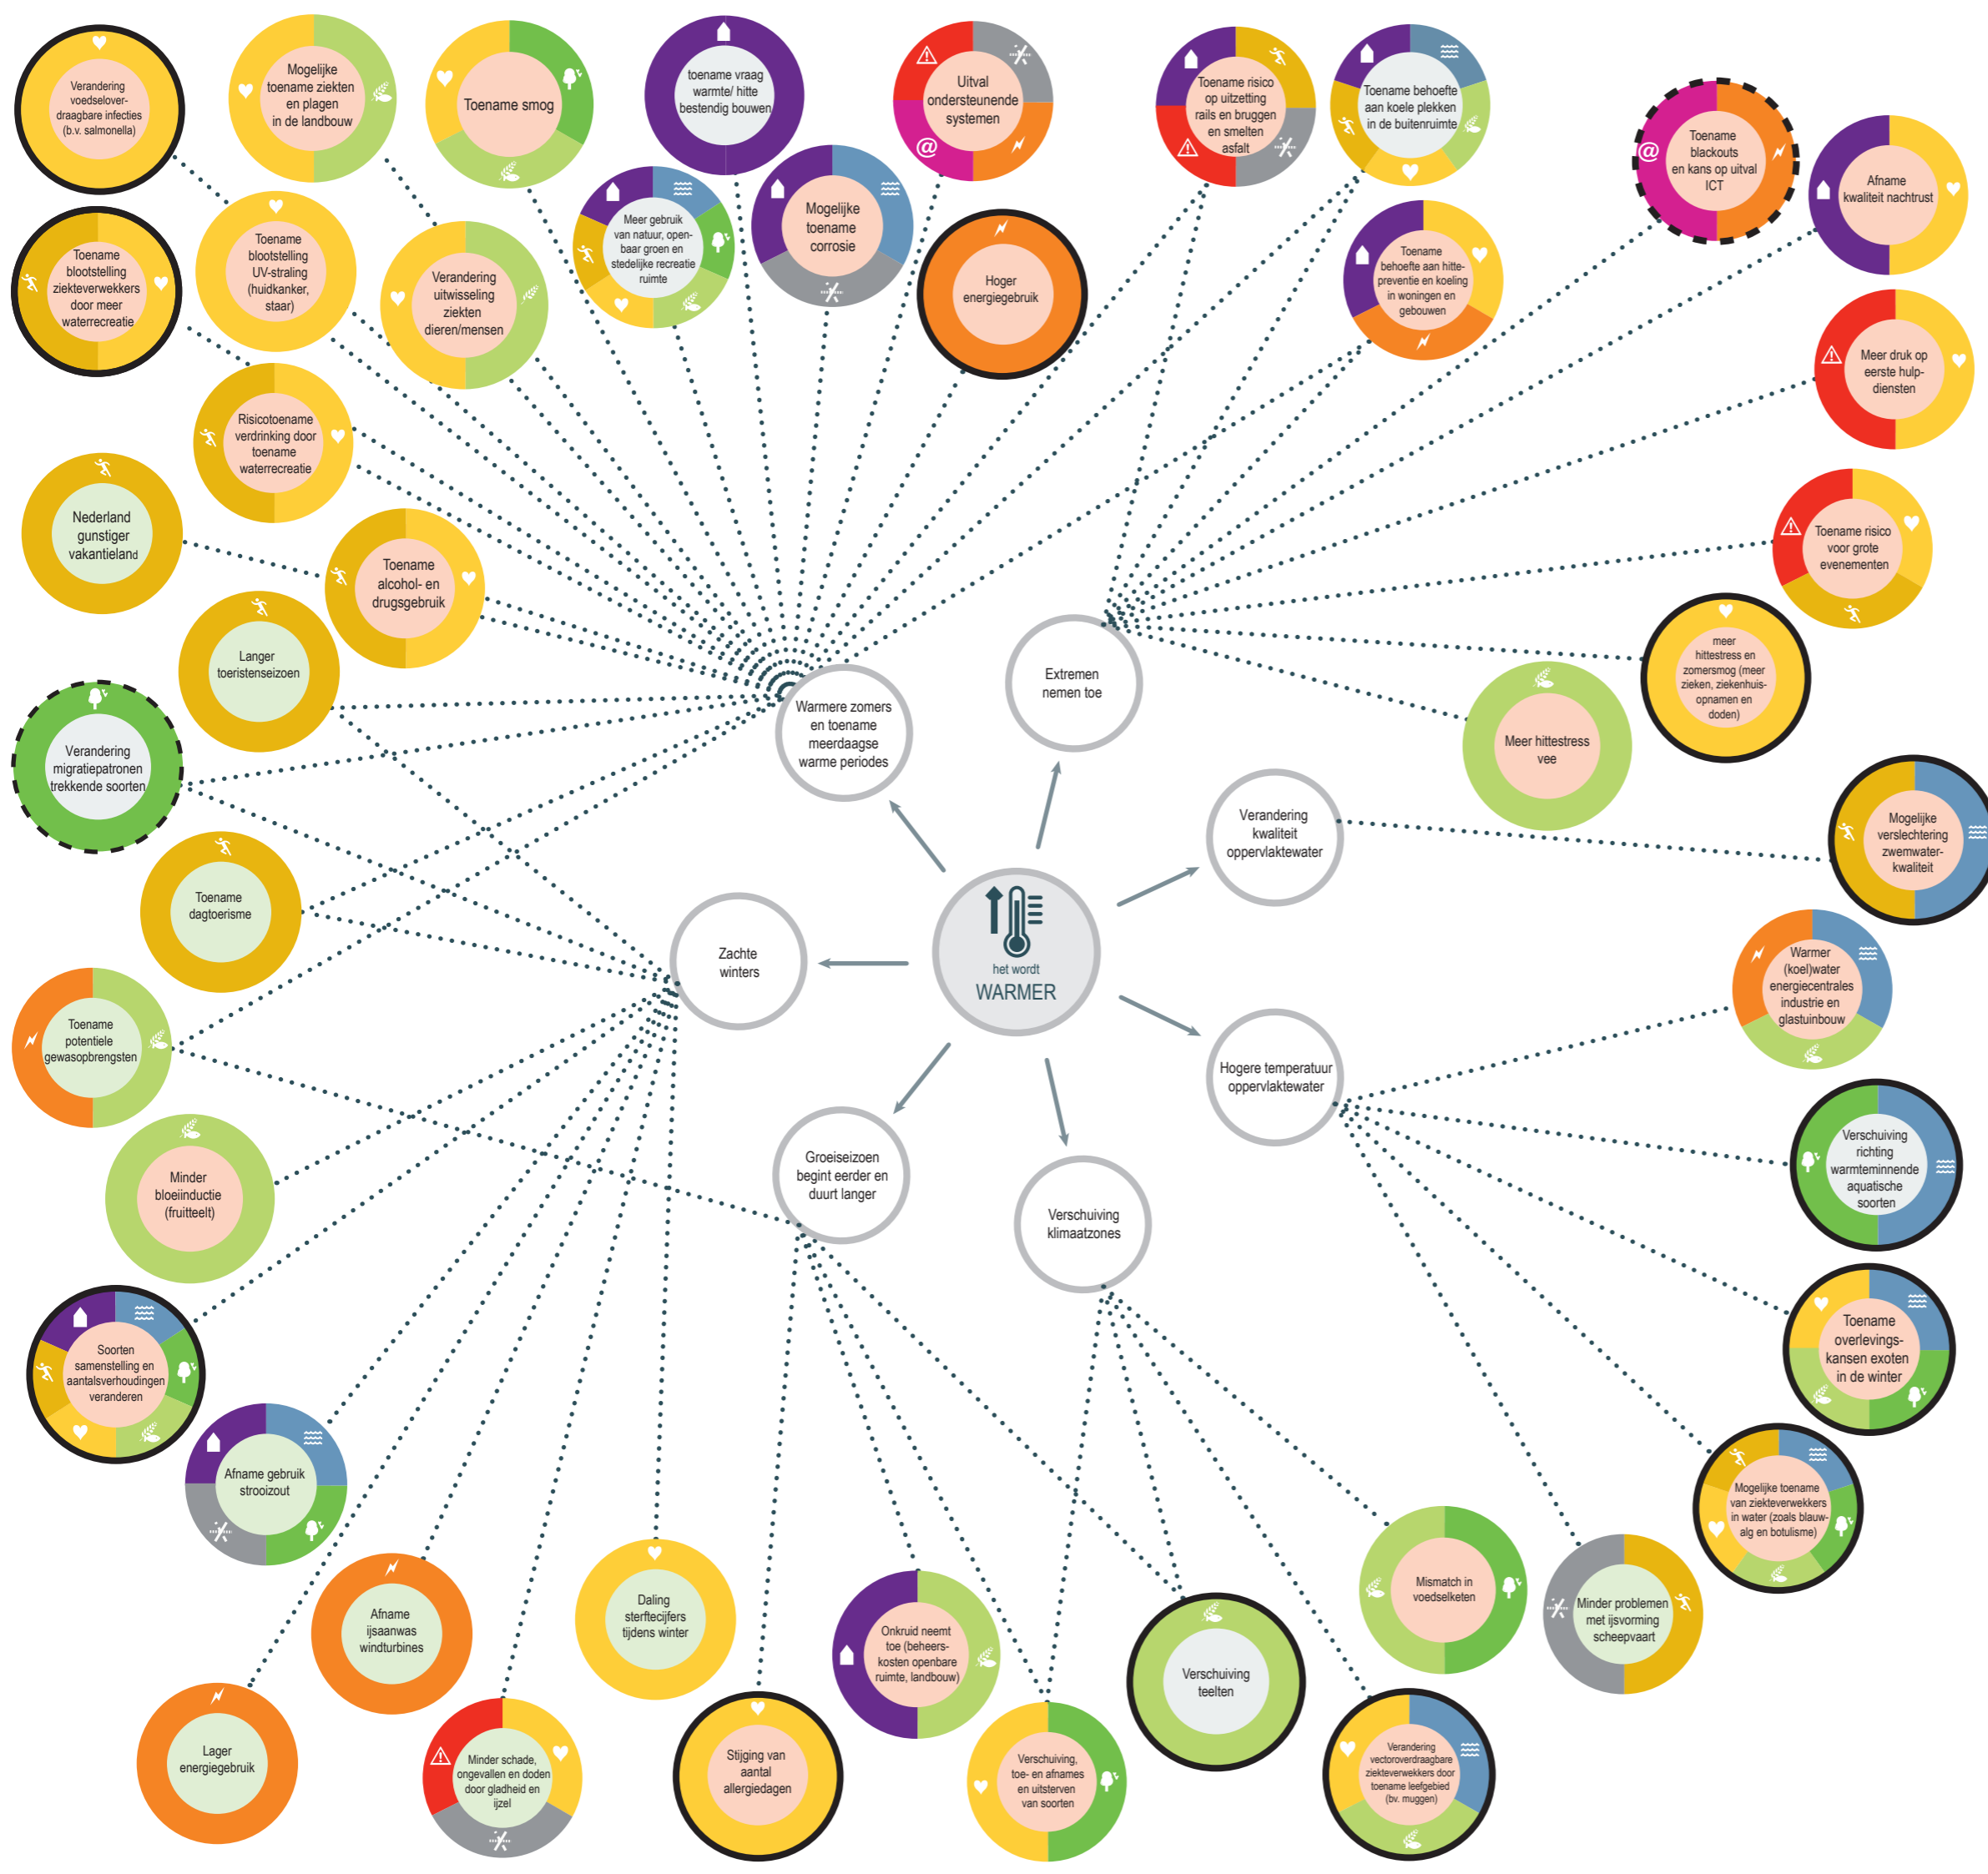 Verandering
voedselover-
draagbare infecties
(b.v. salmonella)
Mogelijke
toename ziekten
en plagen
in de landbouw
Toename smog
toename vraag
warmte/ hitte
bestendig bouwen
Uitval
ondersteunende
systemen
Toename risico
op uitzetting
rails en bruggen
en smelten
asfalt
Toename behoefte
aan koele plekken
in de buitenruimte
@
@
Toename
blackouts
en kans op uitval
ICT
Afname
kwaliteit nachtrust
Toename
blootstelling
ziekteverwekkers
door meer
waterrecreatie
Toename
blootstelling
UV-straling
(huidkanker,
staar)
Verandering
uitwisseling
ziekten
dieren/mensen
Meer gebruik
van natuur, open-
baar groen en
stedelijke recreatie
ruimte
Mogelijke
toename
corrosie
Hoger
energiegebruik
Toename
behoefte aan hitte-
preventie en koeling
in woningen en
gebouwen
Meer druk op
eerste hulp-
diensten
Risicotoename
verdrinking door
toename
waterrecreatie
Nederland
gunstiger
vakantieland
Toename
alcohol- en
drugsgebruik
Toename risico
voor grote
evenementen
Langer
toeristenseizoen
meer
hittestress en
zomersmog (meer
zieken, ziekenhuis-
opnamen en
doden)
Warmere zomers
en toename
meerdaagse
warme periodes
Extremen
nemen toe
Meer hittestress
vee
Verandering
migratiepatronen
trekkende soorten
Verandering
kwaliteit
oppervlaktewater
Mogelijke
verslechtering
zwemwater-
kwaliteit
Toename
dagtoerisme
Zachte
winters
het wordt
WARMER
Warmer
(koel)water
energiecentrales
industrie en
glastuinbouw
Toename
potentiele
gewasopbrengsten
Hogere temperatuur
oppervlaktewater
Minder
bloeiinductie
(fruitteelt)
Groeiseizoen
begint eerder en
duurt langer
Verschuiving
klimaatzones
Verschuiving
richting
warmteminnende
aquatische
soorten
Soorten
samenstelling en
aantalsverhoudingen
veranderen
Toename
overlevings-
kansen exoten
in de winter
Afname gebruik
strooizout
Mogelijke toename
van ziekteverwekkers
in water (zoals blauw-
alg en botulisme)
Afname
ijsaanwas
windturbines
Daling
sterftecijfers
tijdens winter
Onkruid neemt
toe (beheers-
kosten openbare
ruimte, landbouw)
Verschuiving
teelten
Mismatch in
voedselketen
Minder problemen
met ijsvorming
scheepvaart
Lager
energiegebruik
Minder schade,
ongevallen en doden
door gladheid en
ijzel
Stijging van
aantal
allergiedagen
Verschuiving,
toe- en afnames
en uitsterven
van soorten
Verandering
vectoroverdraagbare
ziekteverwekkers door
toename leefgebied
(bv. muggen)